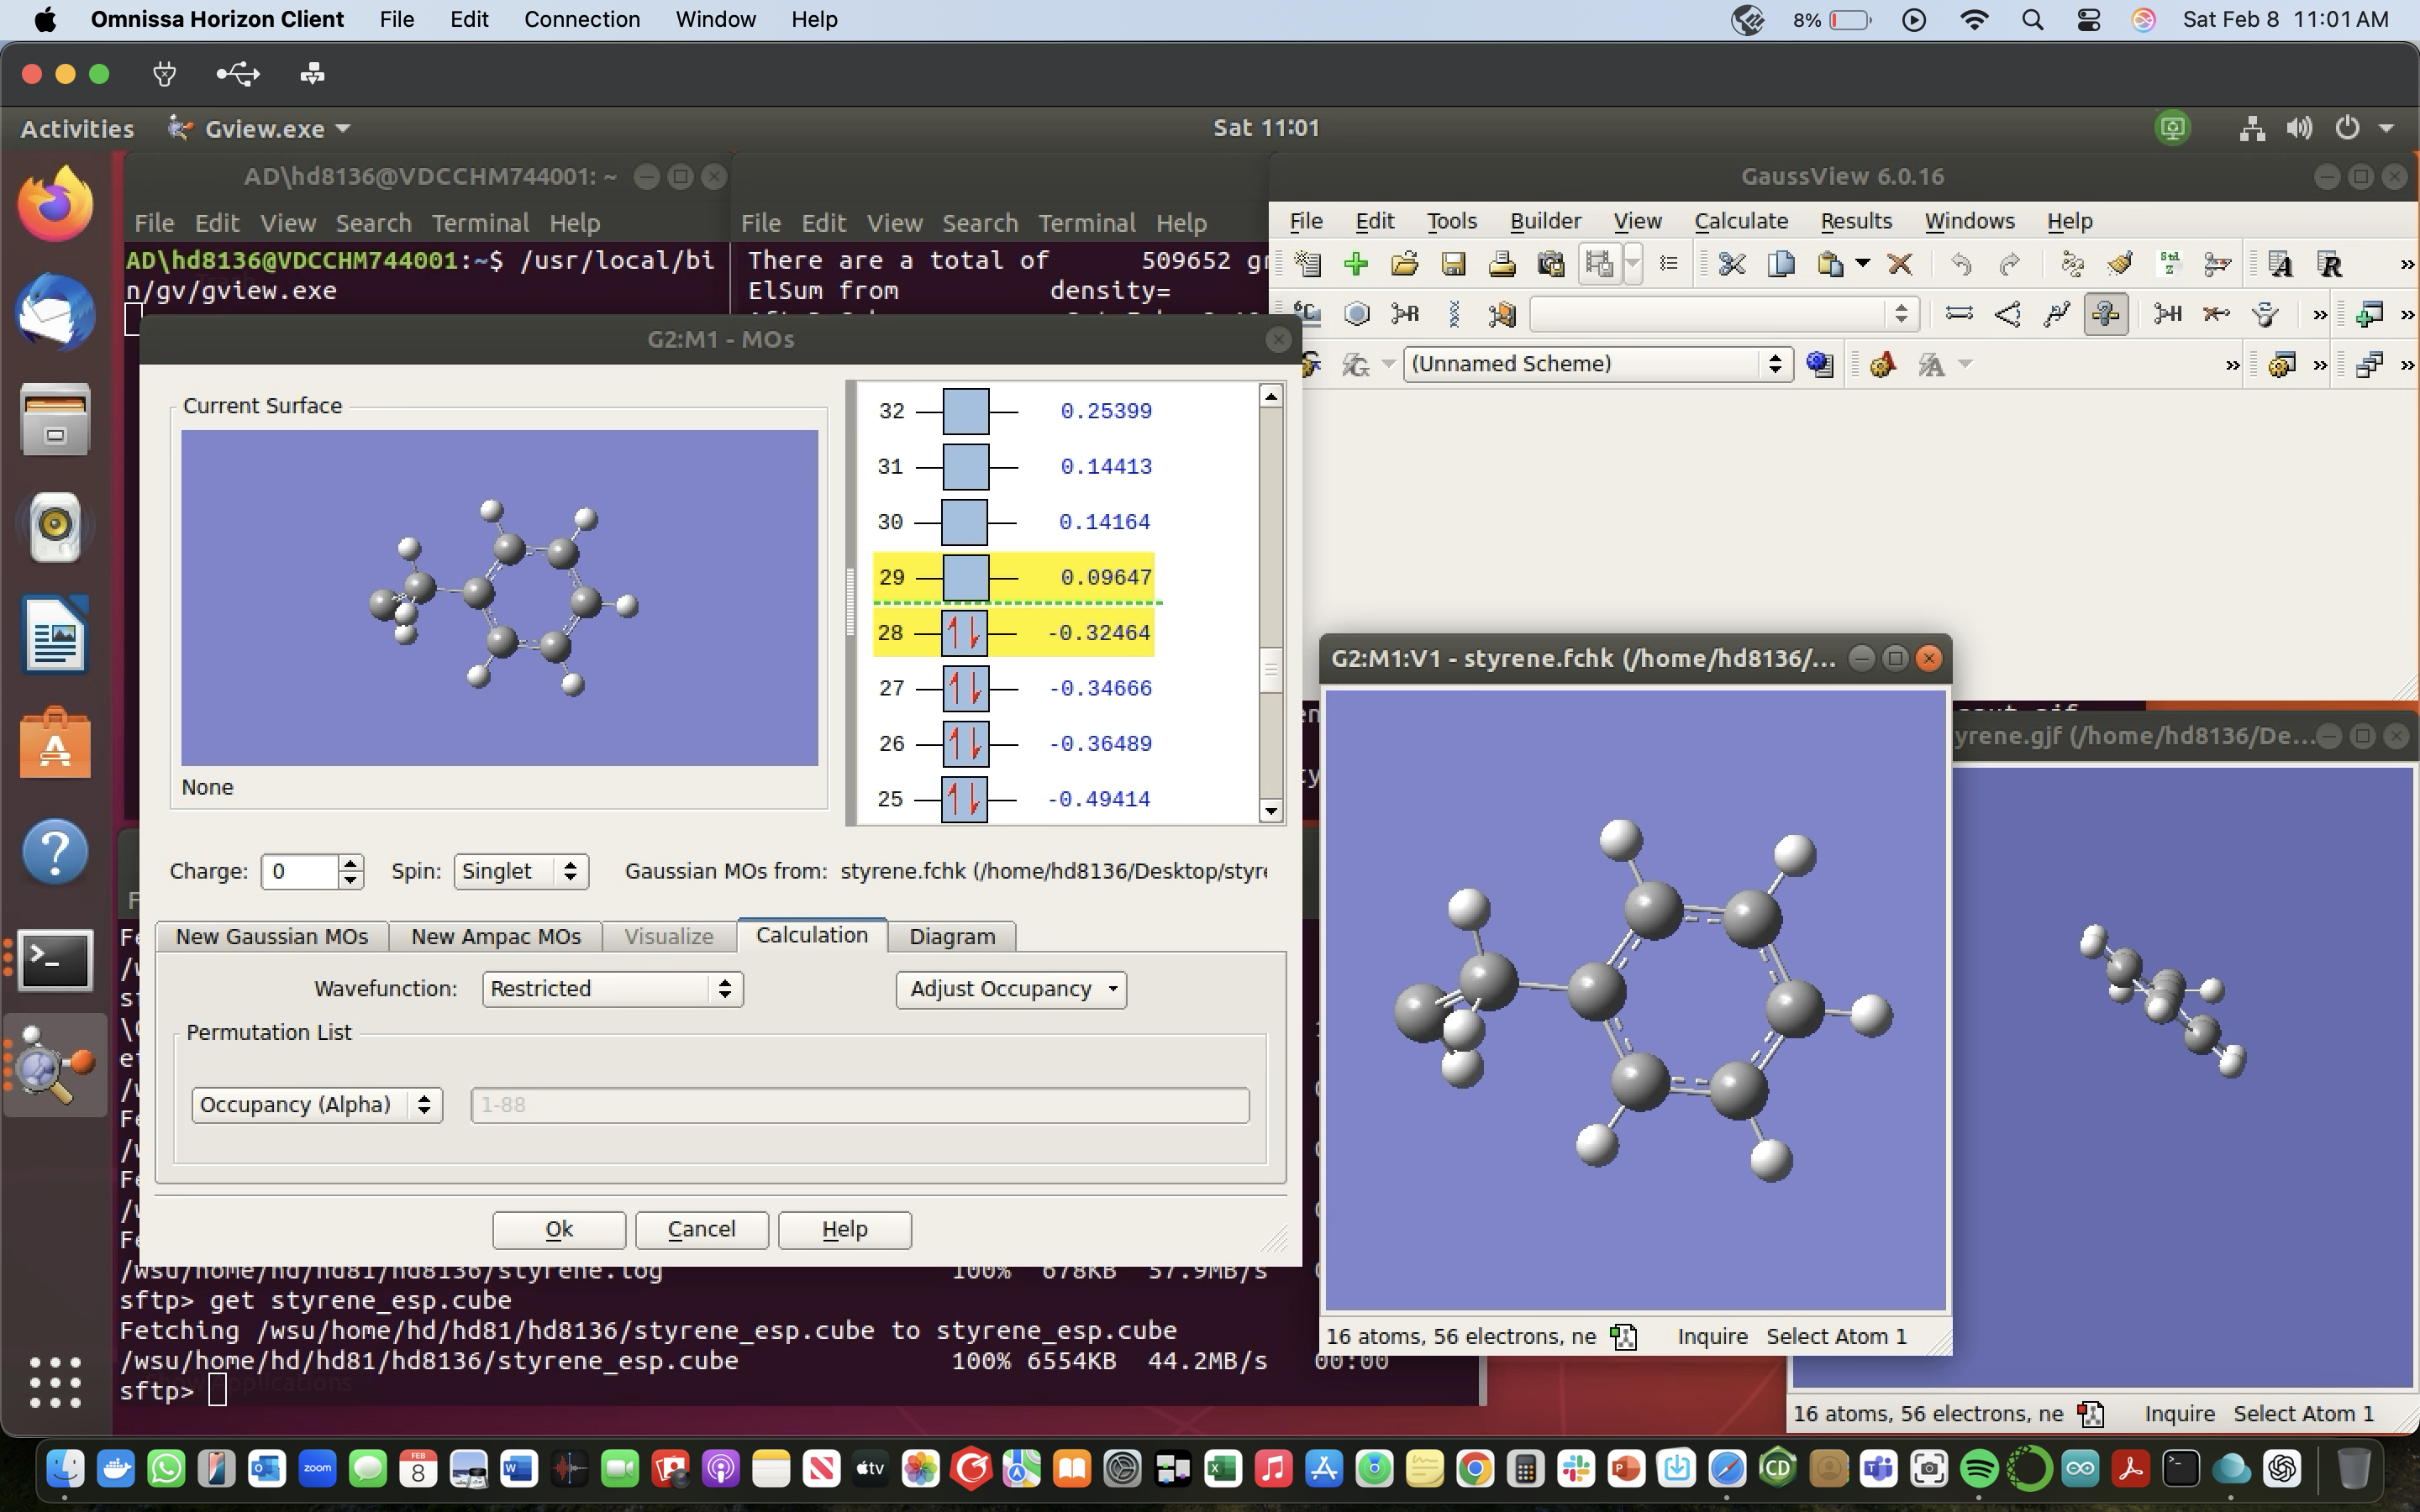 Omnissa Horizon Client File Edit Connection Window Help 8% Sat Feb 8 11:01 AM
Activities Gview.exe Sat 11:01
AD\hd8136@VDCCHM744001: ~
File Edit View Search Terminal Help
AD\hd8136@VDCCHM744001:~$ /usr/local/bi
n/gv/gview.exe
File Edit View Search Terminal Help
There are a total of 509652 gr
ElSum from density=
GaussView 6.0.16
File Edit Tools Builder View Calculate Results Windows Help
(Unnamed Scheme)
G2:M1 - MOs
Current Surface
None
32 0.25399
31 0.14413
30 0.14164
29 0.09647
28 -0.32464
27 -0.34666
26 -0.36489
25 -0.49414
Charge: 0 Spin: Singlet Gaussian MOs from: styrene.fchk (/home/hd8136/Desktop/styre
New Gaussian MOs New Ampac MOs Visualize Calculation Diagram
Wavefunction: Restricted Adjust Occupancy
Permutation List
Occupancy (Alpha) 1-88
Ok Cancel Help
/wsu/home/hd/hd81/hd8136/styrene.log 100% 678KB 57.9MB/s
sftp> get styrene_esp.cube
Fetching /wsu/home/hd/hd81/hd8136/styrene_esp.cube to styrene_esp.cube
/wsu/home/hd/hd81/hd8136/styrene_esp.cube 100% 6554KB 44.2MB/s 00:00
sftp>
G2:M1:V1 - styrene.fchk (/home/hd8136/...
16 atoms, 56 electrons, ne Inquire Select Atom 1
yrene.gjf (/home/hd8136/De...
16 atoms, 56 electrons, ne Inquire Select Atom 1
zoom
FEB
8
tv
CD